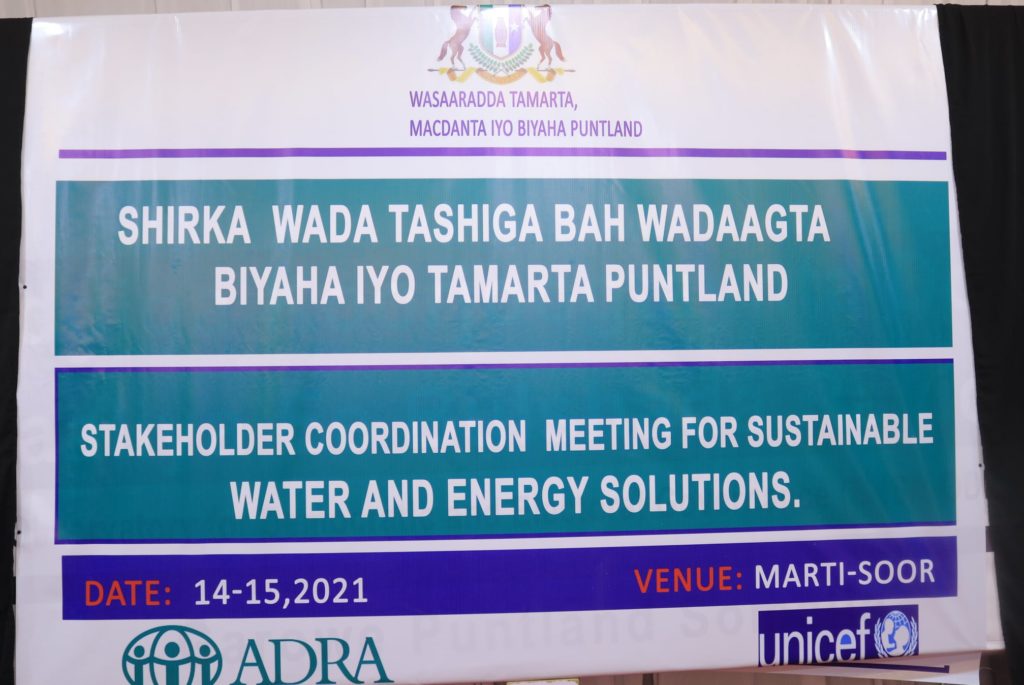 WASAARADDA TAMARTA,
MACDANTA IYO BIYAHA PUNTLAND
SHIRKA WADA TASHIGA BAH WADAAGTA
BIYAHA IYO TAMARTA PUNTLAND
STAKEHOLDER COORDINATION MEETING FOR SUSTAINABLE
WATER AND ENERGY SOLUTIONS.
DATE: 14-15,2021
VENUE: MARTI-SOOR
ADRA
unicef